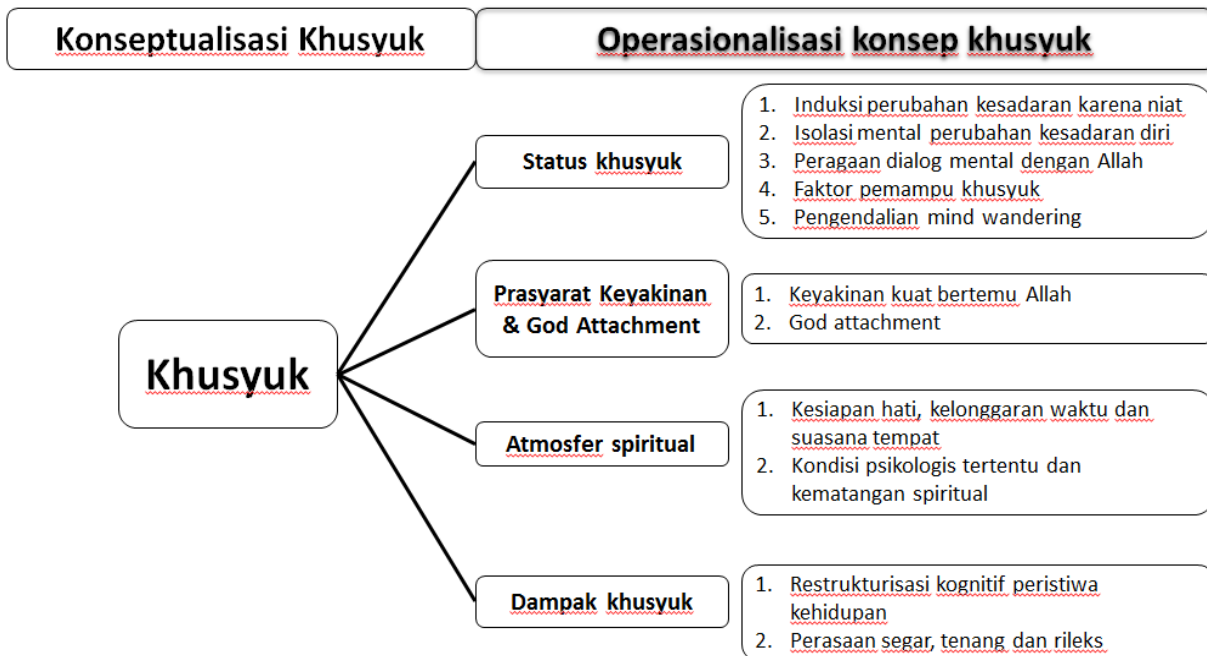 Konseptualisasi Khusyuk
Operasionalisasi konsep khusyuk
Khusyuk
Status khusyuk
1. Induksi perubahan kesadaran karena niat
2. Isolasi mental perubahan kesadaran diri
3. Peragaan dialog mental dengan Allah
4. Faktor pemampu khusyuk
5. Pengendalian mind wandering
Prasyarat Keyakinan
& God Attachment
1. Keyakinan kuat bertemu Allah
2. God attachment
Atmosfer spiritual
1. Kesiapan hati, kelonggaran waktu dan
suasana tempat
2. Kondisi psikologis tertentu dan
kematangan spiritual
Dampak khusyuk
1. Restrukturisasi kognitif peristiwa
kehidupan
2. Perasaan segar, tenang dan rileks